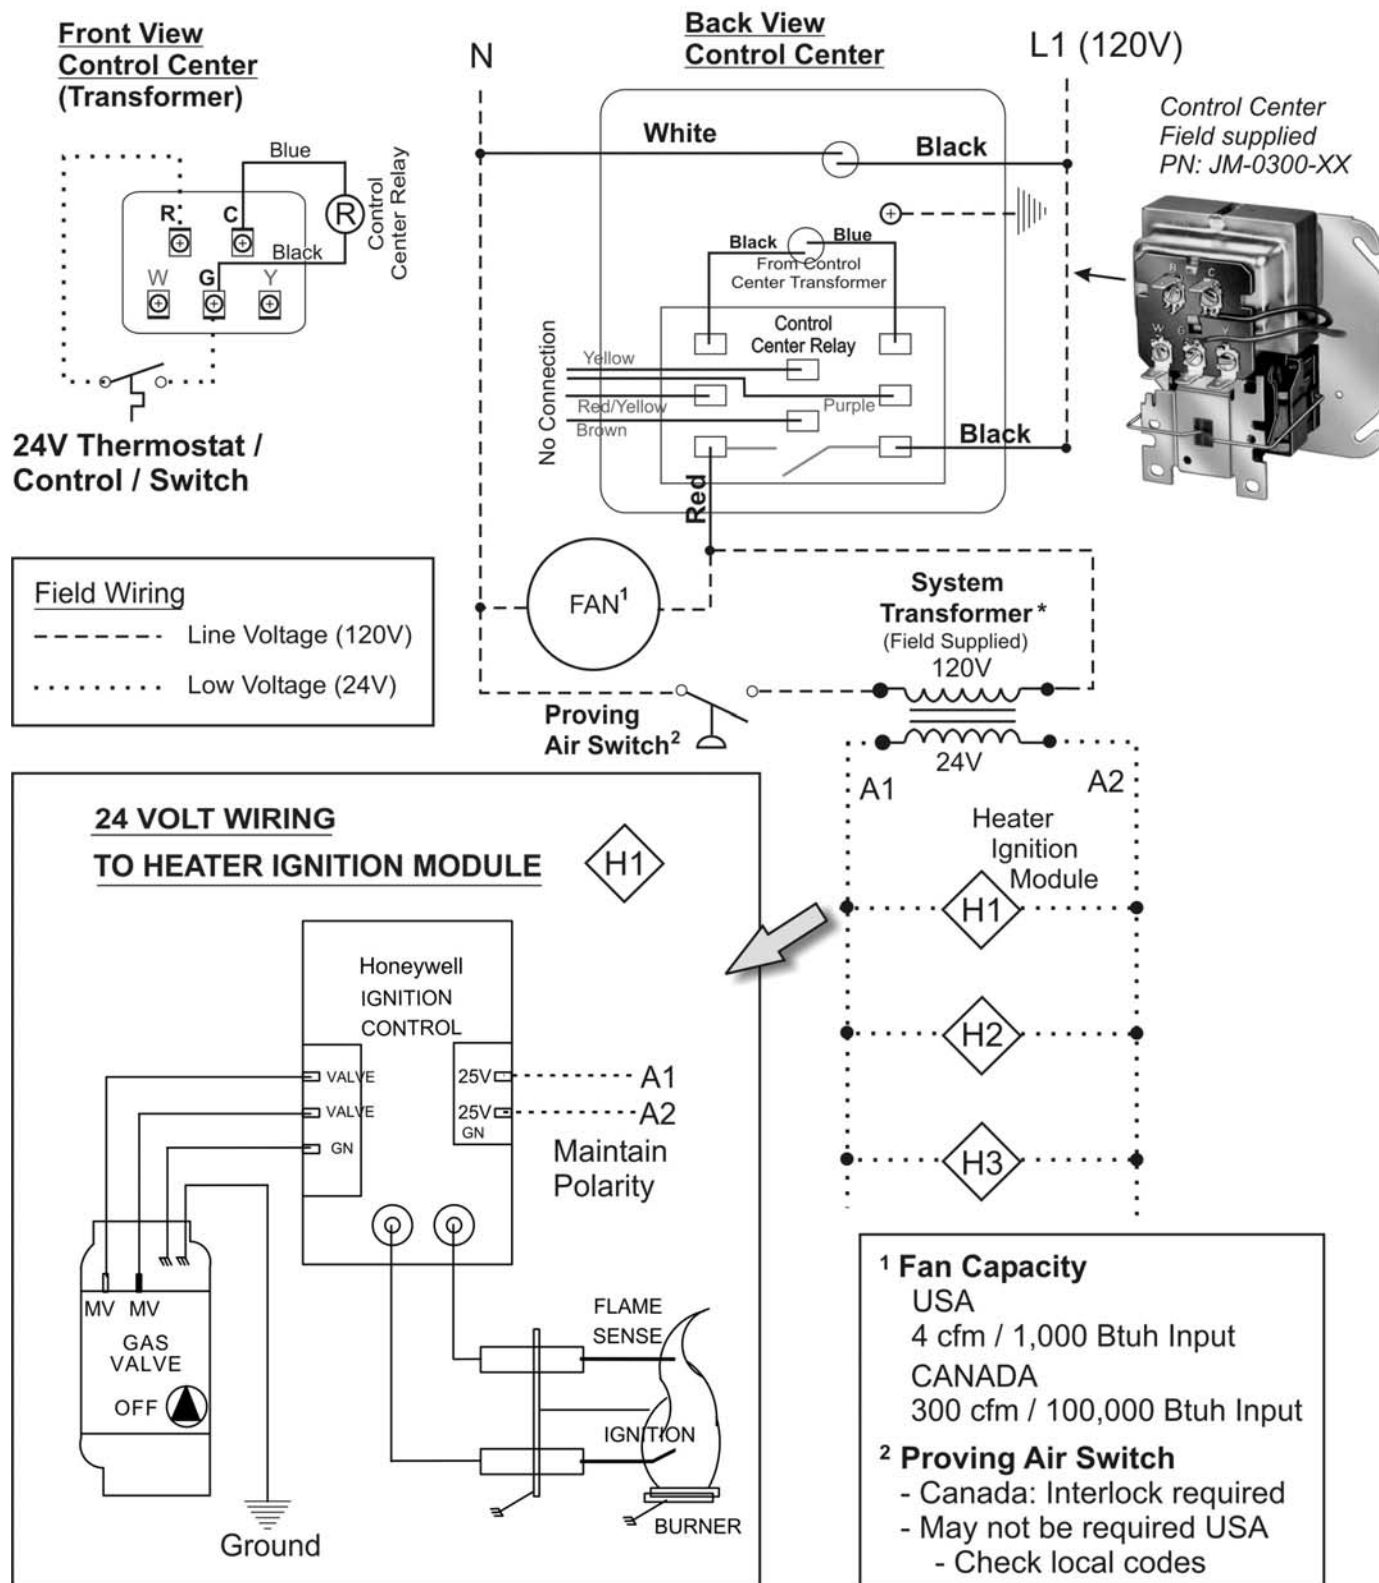 Front View
Control Center
(Transformer)
Blue
R
C
Black
W
G
Y
R
Control
Center Relay
24V Thermostat /
Control / Switch
N
Back View
Control Center
L1 (120V)
White
Black
Black
Blue
From Control
Center Transformer
Control
Center Relay
No Connection
Yellow
Red/Yellow
Purple
Brown
Black
Red
Control Center
Field supplied
PN: JM-0300-XX
R
C
W
G
Y
Field Wiring
Line Voltage (120V)
Low Voltage (24V)
FAN¹
System
Transformer *
(Field Supplied)
120V
Proving
Air Switch²
24V
A1
A2
Heater
Ignition
Module
H1
H2
H3
24 VOLT WIRING
TO HEATER IGNITION MODULE
H1
Honeywell
IGNITION
CONTROL
VALVE
VALVE
GN
25V
25V
GN
A1
A2
Maintain
Polarity
MV MV
GAS
VALVE
OFF
Ground
FLAME
SENSE
IGNITION
BURNER
¹ Fan Capacity
USA
4 cfm / 1,000 Btuh Input
CANADA
300 cfm / 100,000 Btuh Input
² Proving Air Switch
- Canada: Interlock required
- May not be required USA
- Check local codes